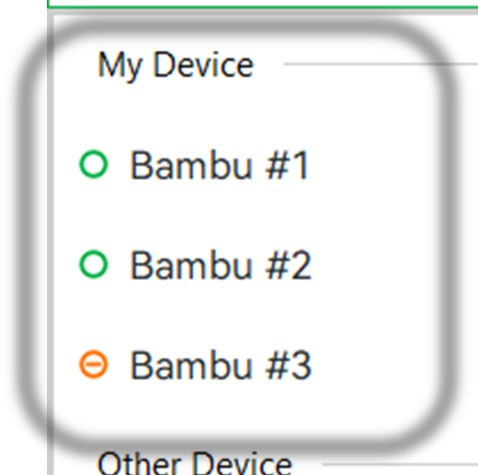 My Device
Bambu #1
Bambu #2
Bambu #3
Other Device